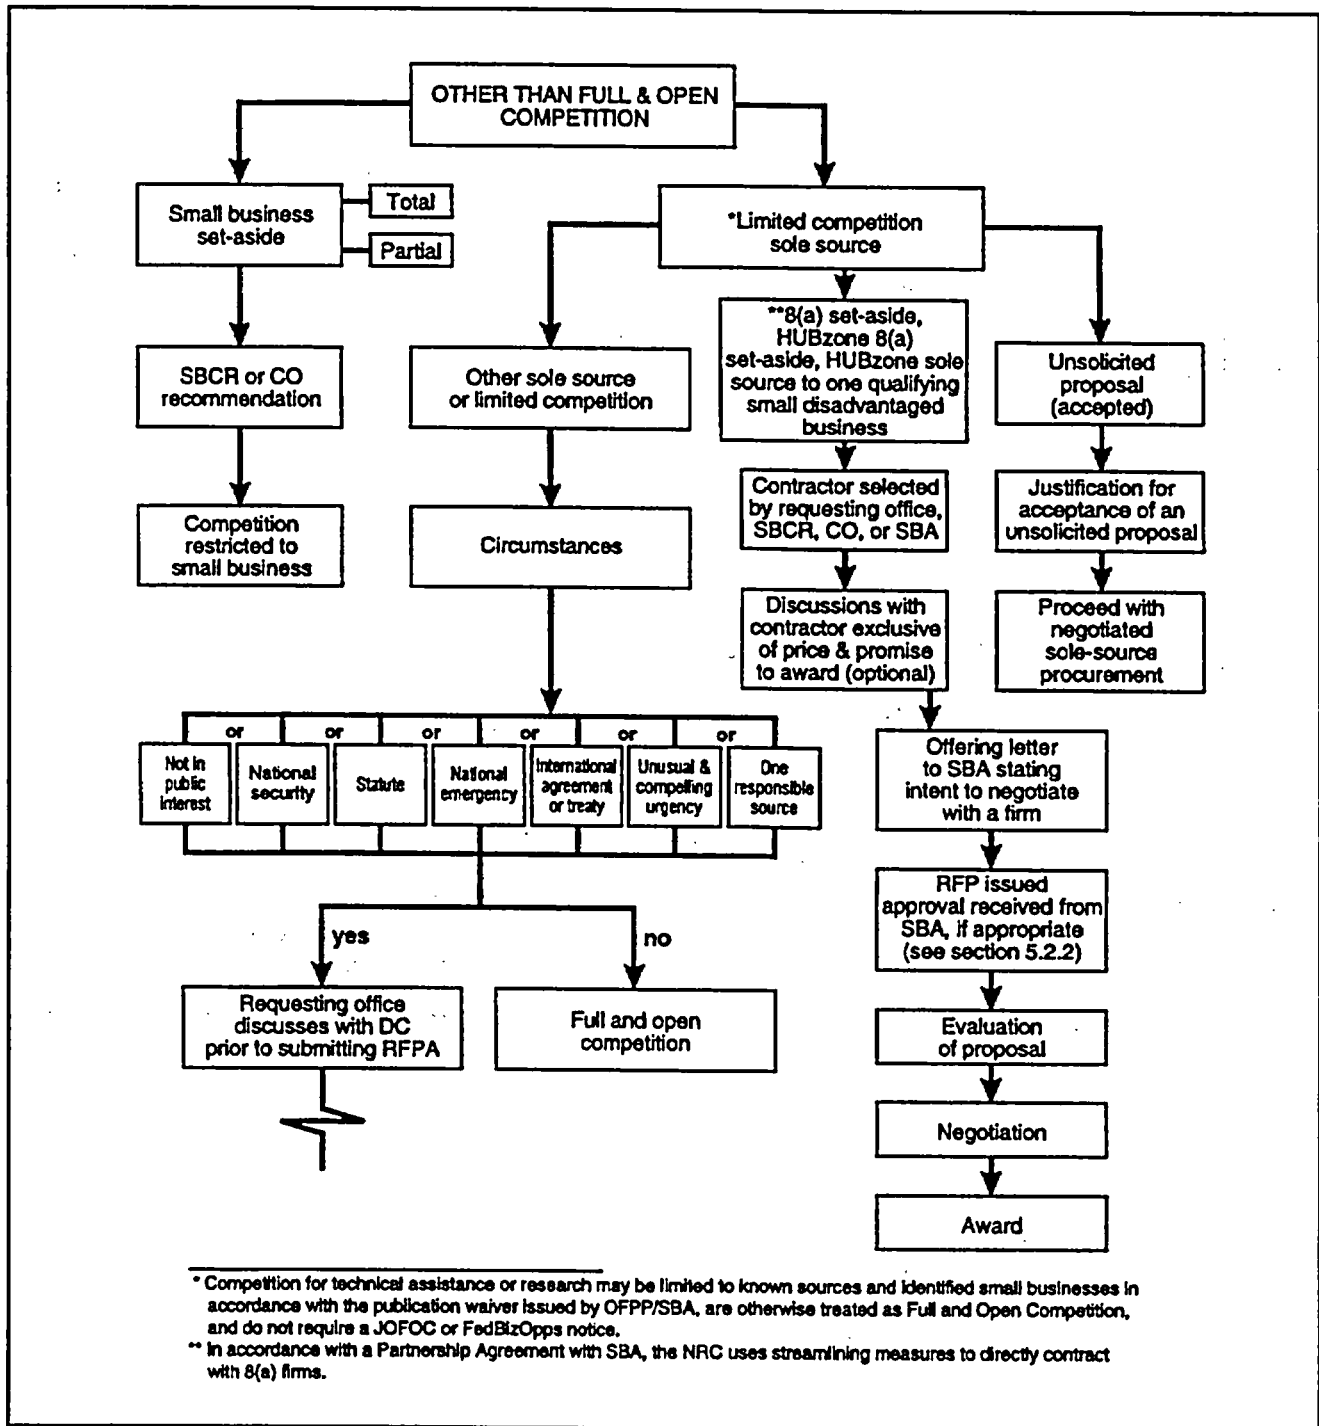 OTHER THAN FULL & OPEN
COMPETITION
Small business
set-aside
Total
Partial
*Limited competition
sole source
SBCR or CO
recommendation
Other sole source
or limited competition
**8(a) set-aside,
HUBzone 8(a)
set-aside, HUBzone sole
source to one qualifying
small disadvantaged
business
Unsolicited
proposal
(accepted)
Competition
restricted to
small business
Circumstances
Contractor selected
by requesting office,
SBCR, CO, or SBA
Justification for
acceptance of an
unsolicited proposal
Discussions with
contractor exclusive
of price & promise
to award (optional)
Proceed with
negotiated
sole-source
procurement
or or or or or or
Not in
public
interest
National
security
Statute
National
emergency
International
agreement
or treaty
Unusual &
compelling
urgency
One
responsible
source
Offering letter
to SBA stating
intent to negotiate
with a firm
yes
no
RFP issued
approval received from
SBA, if appropriate
(see section 5.2.2)
Requesting office
discusses with DC
prior to submitting RFPA
Full and open
competition
Evaluation
of proposal
Negotiation
Award
* Competition for technical assistance or research may be limited to known sources and identified small businesses in
accordance with the publication waiver issued by OFPP/SBA, are otherwise treated as Full and Open Competition,
and do not require a JOFOC or FedBizOpps notice.
** In accordance with a Partnership Agreement with SBA, the NRC uses streamlining measures to directly contract
with 8(a) firms.